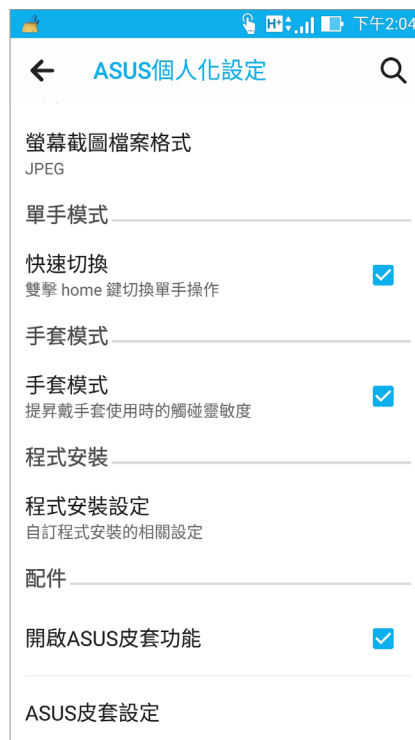 H+ 下午2:04
ASUS個人化設定
螢幕截圖檔案格式
JPEG
單手模式
快速切換
雙擊 home 鍵切換單手操作
手套模式
手套模式
提昇戴手套使用時的觸碰靈敏度
程式安裝
程式安裝設定
自訂程式安裝的相關設定
配件
開啟ASUS皮套功能
ASUS皮套設定